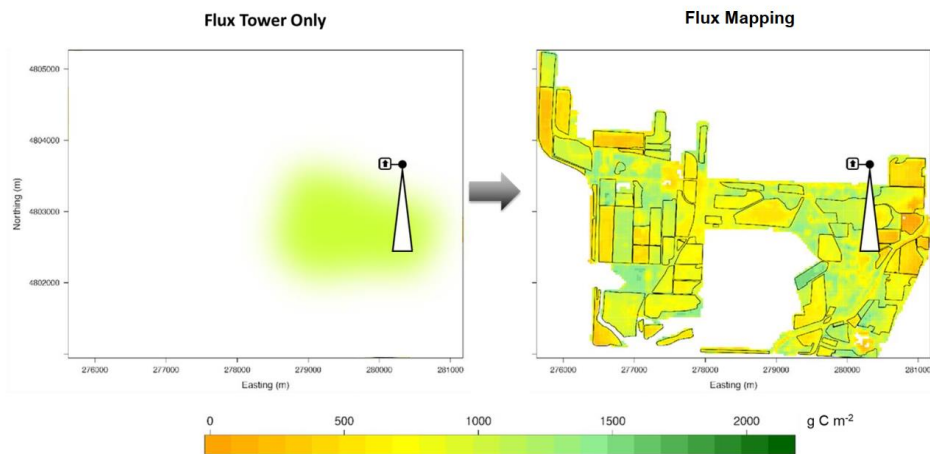 Flux Tower Only
Flux Mapping
4805000
4804000
4803000
4802000
Northing (m)
276000 277000 278000 279000 280000 281000
Easting (m)
276000 277000 278000 279000 280000 281000
Easting (m)
0 500 1000 1500 2000 g C m⁻²